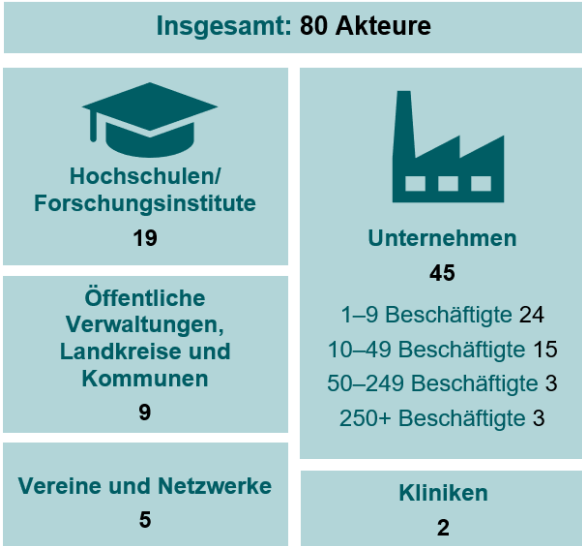 Insgesamt: 80 Akteure
Hochschulen/
Forschungsinstitute
19
Öffentliche
Verwaltungen,
Landkreise und
Kommunen
9
Vereine und Netzwerke
5
Unternehmen
45
1–9 Beschäftigte 24
10–49 Beschäftigte 15
50–249 Beschäftigte 3
250+ Beschäftigte 3
Kliniken
2